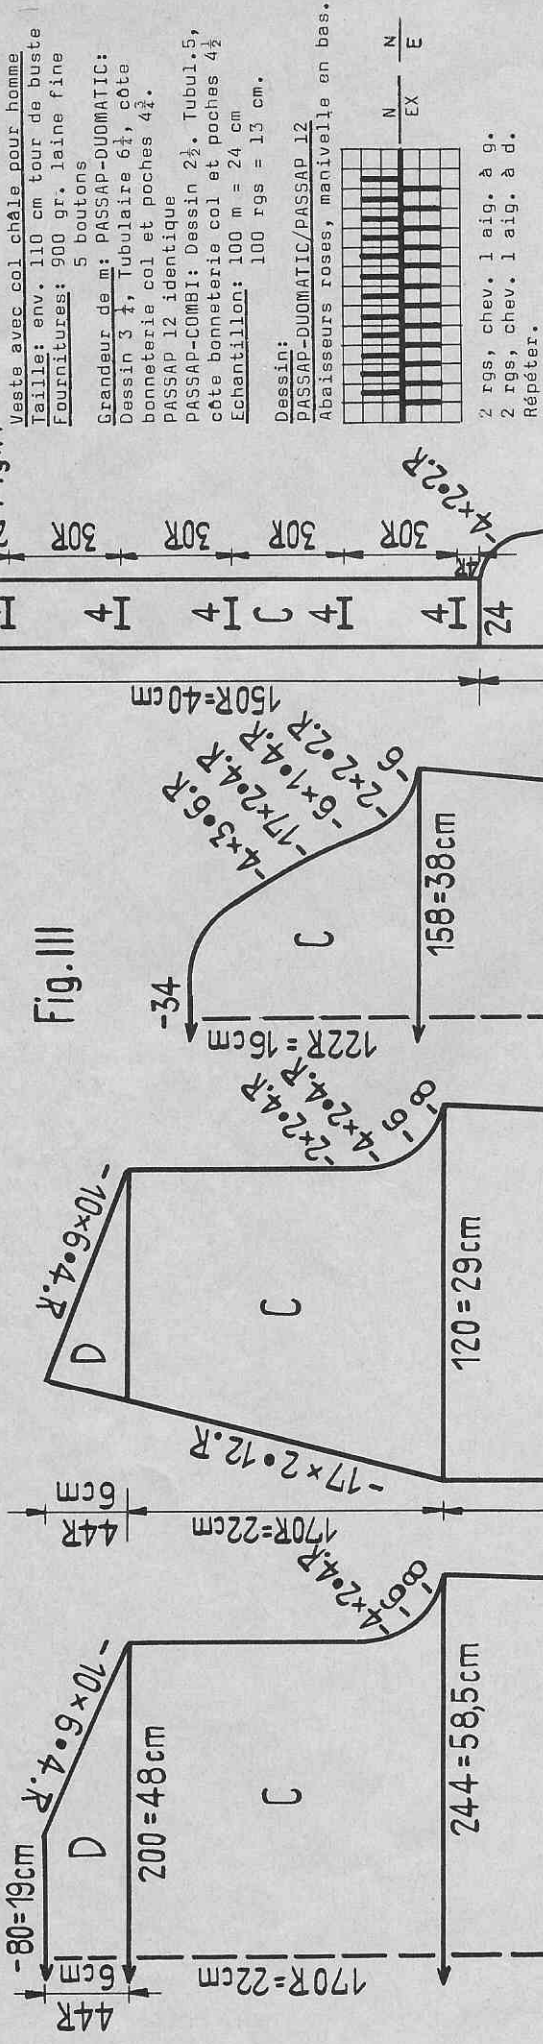 Veste avec col châle pour homme
Taille: env. 110 cm tour de buste
Fournitures: 900 gr. laine fine
5 boutons
Grandeur de m: PASSAP-DUOMATIC:
Dessin 3
Tubulaire 6½, côte
bonneterie col et poches 4¾.
PASSAP 12 identique
PASSAP-COMBI: Dessin 2½. Tubul.5,
côte bonneterie col et poches 4½
Echantillon: 100 m = 24 cm
100 rgs = 13 cm.
Dessin:
PASSAP-DUOMATIC/PASSAP 12
Abaisseurs roses, manivelle en bas.
N N
EX E
2 rgs, chev. 1 aig. à g.
2 rgs, chev. 1 aig. à d.
Répéter.
30R
30R
30R
30R
4R
4
4
4
4
C
24
-4×2•2.R
150R=40cm
Fig.III
-34
-4×3•6.R
-17×2•4.R
-6×1•4.R
-2×2•2.R
-6
C
122R=16cm
158=38cm
-10×6•4.R
D
-2×2•4.R
-4×2•4.R
-6
-8
C
-17×2•12.R
44R
6cm
170R=22cm
120=29cm
-80=19cm
-10×6•4.R
D
200=48cm
-4×2•4.R
-6
-8
C
44R
6cm
170R=22cm
244=58,5cm